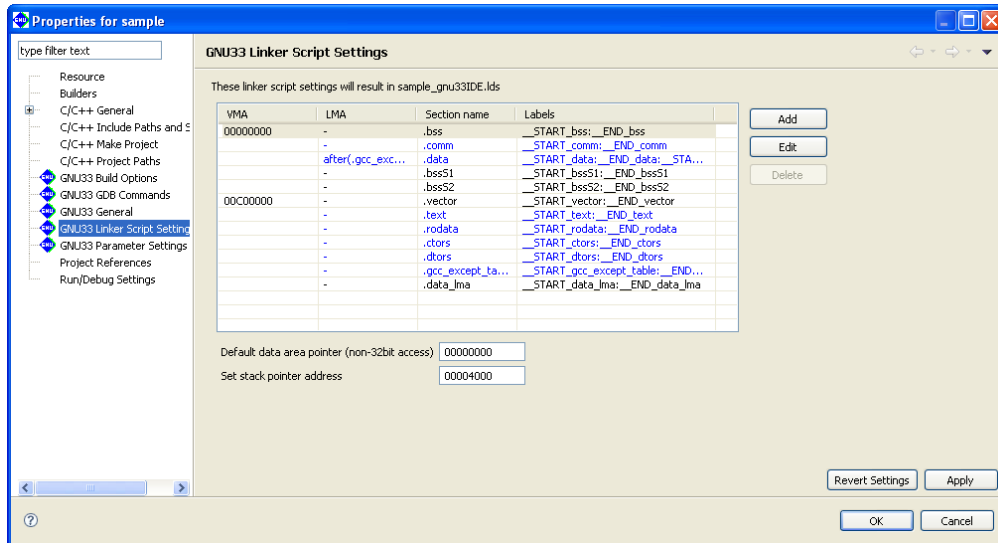 Properties for sample
type filter text
GNU33 Linker Script Settings
Resource
Builders
C/C++ General
C/C++ Include Paths and S
C/C++ Make Project
C/C++ Project Paths
GNU33 Build Options
GNU33 GDB Commands
GNU33 General
GNU33 Linker Script Setting
GNU33 Parameter Settings
Project References
Run/Debug Settings
These linker script settings will result in sample_gnu33IDE.lds
VMA LMA Section name Labels
00000000 - .bss __START_bss:__END_bss
- .comm __START_comm:__END_comm
after(.gcc_exc... .data __START_data:__END_data:__STA...
- .bssS1 __START_bssS1:__END_bssS1
- .bssS2 __START_bssS2:__END_bssS2
00C00000 - .vector __START_vector:__END_vector
- .text __START_text:__END_text
- .rodata __START_rodata:__END_rodata
- .ctors __START_ctors:__END_ctors
- .dtors __START_dtors:__END_dtors
- .gcc_except_ta... __START_gcc_except_table:__END...
- .data_lma __START_data_lma:__END_data_lma
Add
Edit
Delete
Default data area pointer (non-32bit access) 00000000
Set stack pointer address 00004000
Revert Settings Apply
? OK Cancel